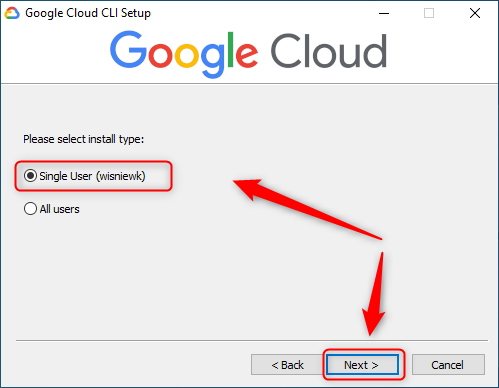 Google Cloud CLI Setup
Google Cloud
Please select install type:
Single User (wisniewk)
All users
< Back Next > Cancel